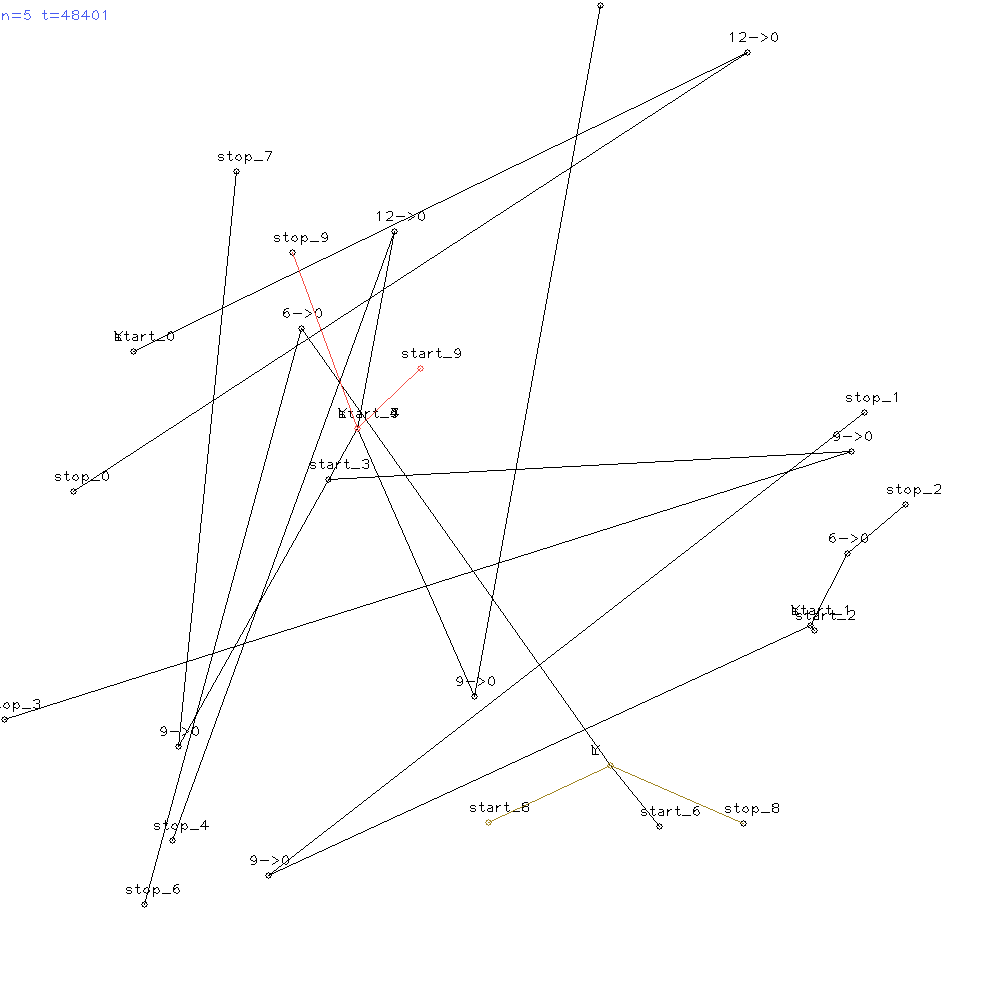 n=5 t=48401
12->0
stop_7
12->0
stop_9
6->0
start_0
start_9
stop_1
9->0
start_3
stop_0
stop_2
6->0
start_1
start_2
9->0
op_3
9->0
start_8
stop_8
start_6
stop_4
9->0
stop_6